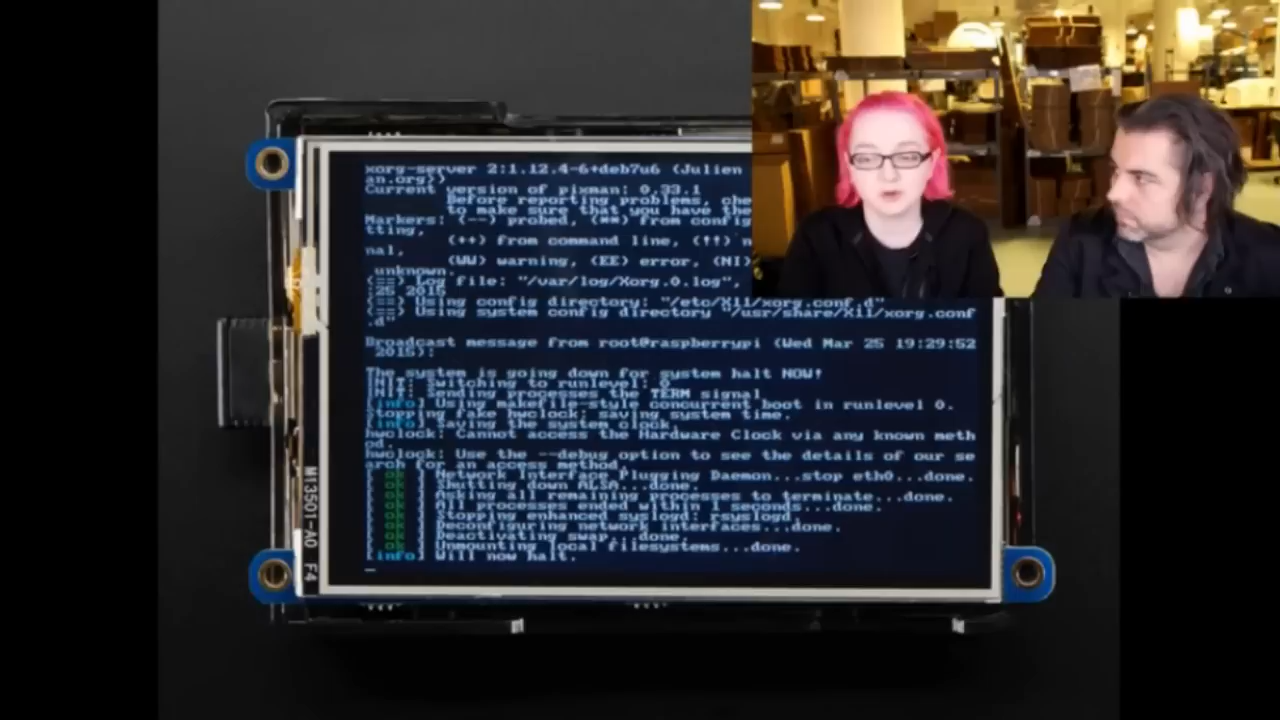 xorg-server 2:1.12.4-6+deb7u6 (Julien
an.org>)
Current version of pixman: 0.33.1
Before reporting problems, che
to make sure that you have the
Markers: (--) probed, (**) from config
tting,
(++) from command line, (!!) n
nal,
(WW) warning, (EE) error, (NI)
unknown.
(==) Log file: "/var/log/Xorg.0.log",
:25 2015
(==) Using config directory: "/etc/X11/xorg.conf.d"
(==) Using system config directory "/usr/share/X11/xorg.conf
.d"
Broadcast message from root@raspberrypi (Wed Mar 25 19:29:52
2015):
The system is going down for system halt NOW!
INIT: Switching to runlevel: 0
INIT: Sending processes the TERM signal
[info] Using makefile-style concurrent boot in runlevel 0.
Stopping fake hwclock: saving system time.
[info] Saving the system clock.
hwclock: Cannot access the Hardware Clock via any known meth
od.
hwclock: Use the --debug option to see the details of our se
arch for an access method.
[ ok ] Network Interface Plugging Daemon...stop eth0...done.
[ ok ] Shutting down ALSA...done.
[ ok ] Asking all remaining processes to terminate...done.
[ ok ] All processes ended within 1 seconds...done.
[ ok ] Stopping enhanced syslogd: rsyslogd.
[ ok ] Deconfiguring network interfaces...done.
[ ok ] Deactivating swap...done.
[ ok ] Unmounting local filesystems...done.
[info] Will now halt.
M13501-A0 F4